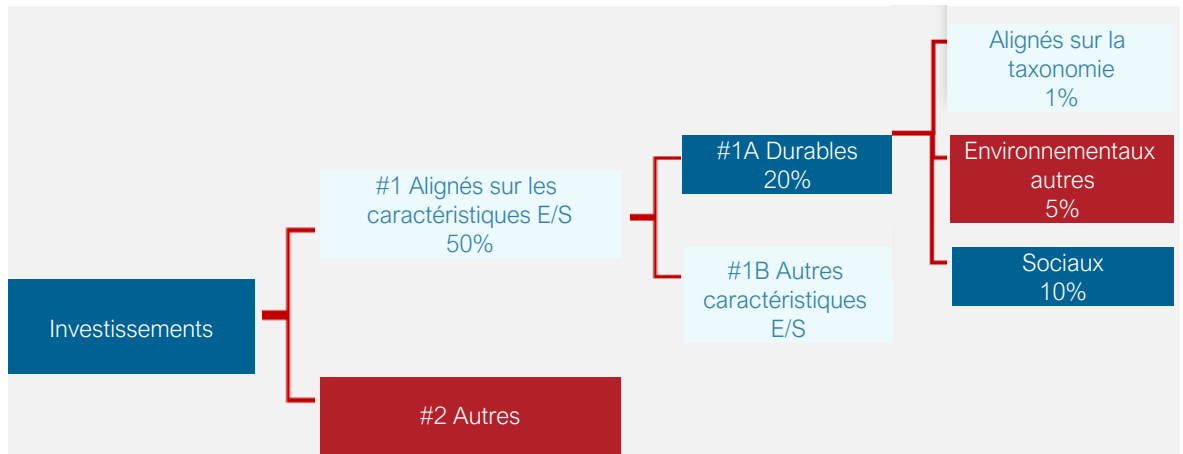 Investissements
#1 Alignés sur les
caractéristiques E/S
50%
#2 Autres
#1A Durables
20%
#1B Autres
caractéristiques
E/S
Alignés sur la
taxonomie
1%
Environnementaux
autres
5%
Sociaux
10%